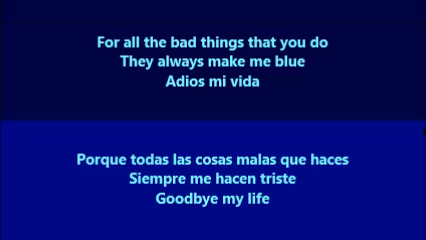 For all the bad things that you do
They always make me blue
Adios mi vida
Porque todas las cosas malas que haces
Siempre me hacen triste
Goodbye my life